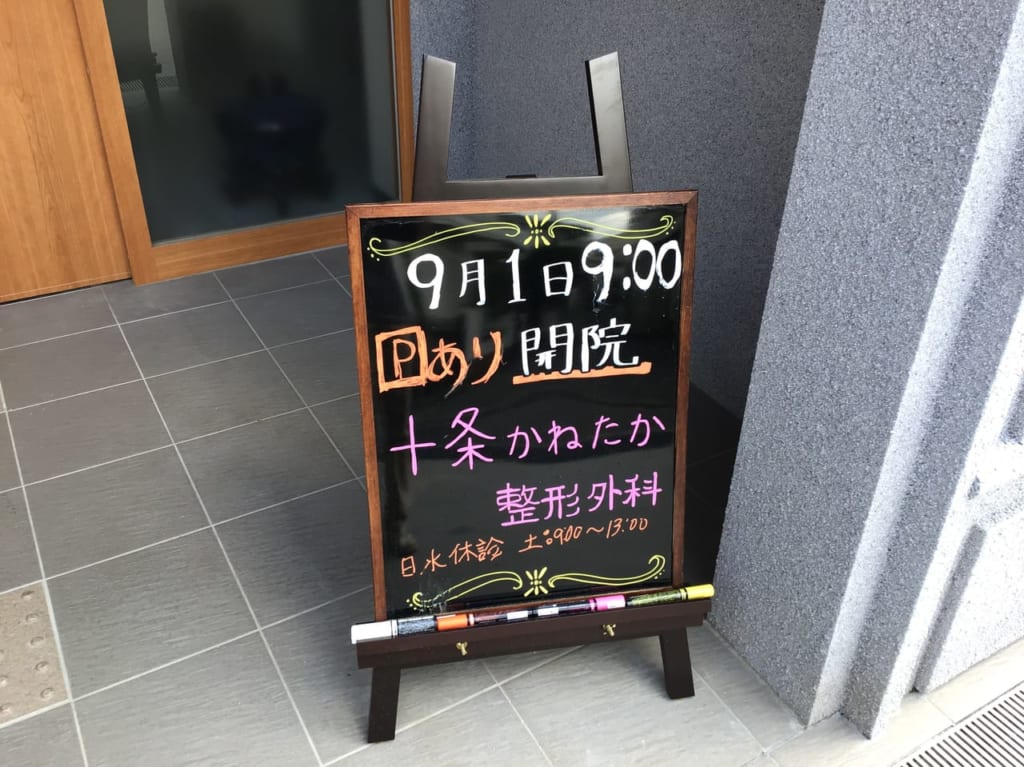 9月1日9:00
Pあり 開院
十条かねたか
整形外科
日.水休診 土:9:00～13:00